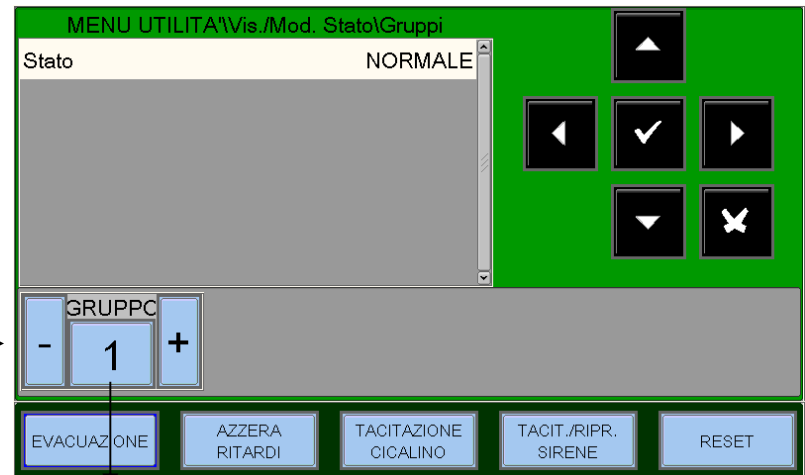 MENU UTILITA'\Vis./Mod. Stato\Gruppi
Stato NORMALE
GRUPPO
- 1 +
EVACUAZIONE
AZZERA
RITARDI
TACITAZIONE
CICALINO
TACIT./RIPR.
SIRENE
RESET